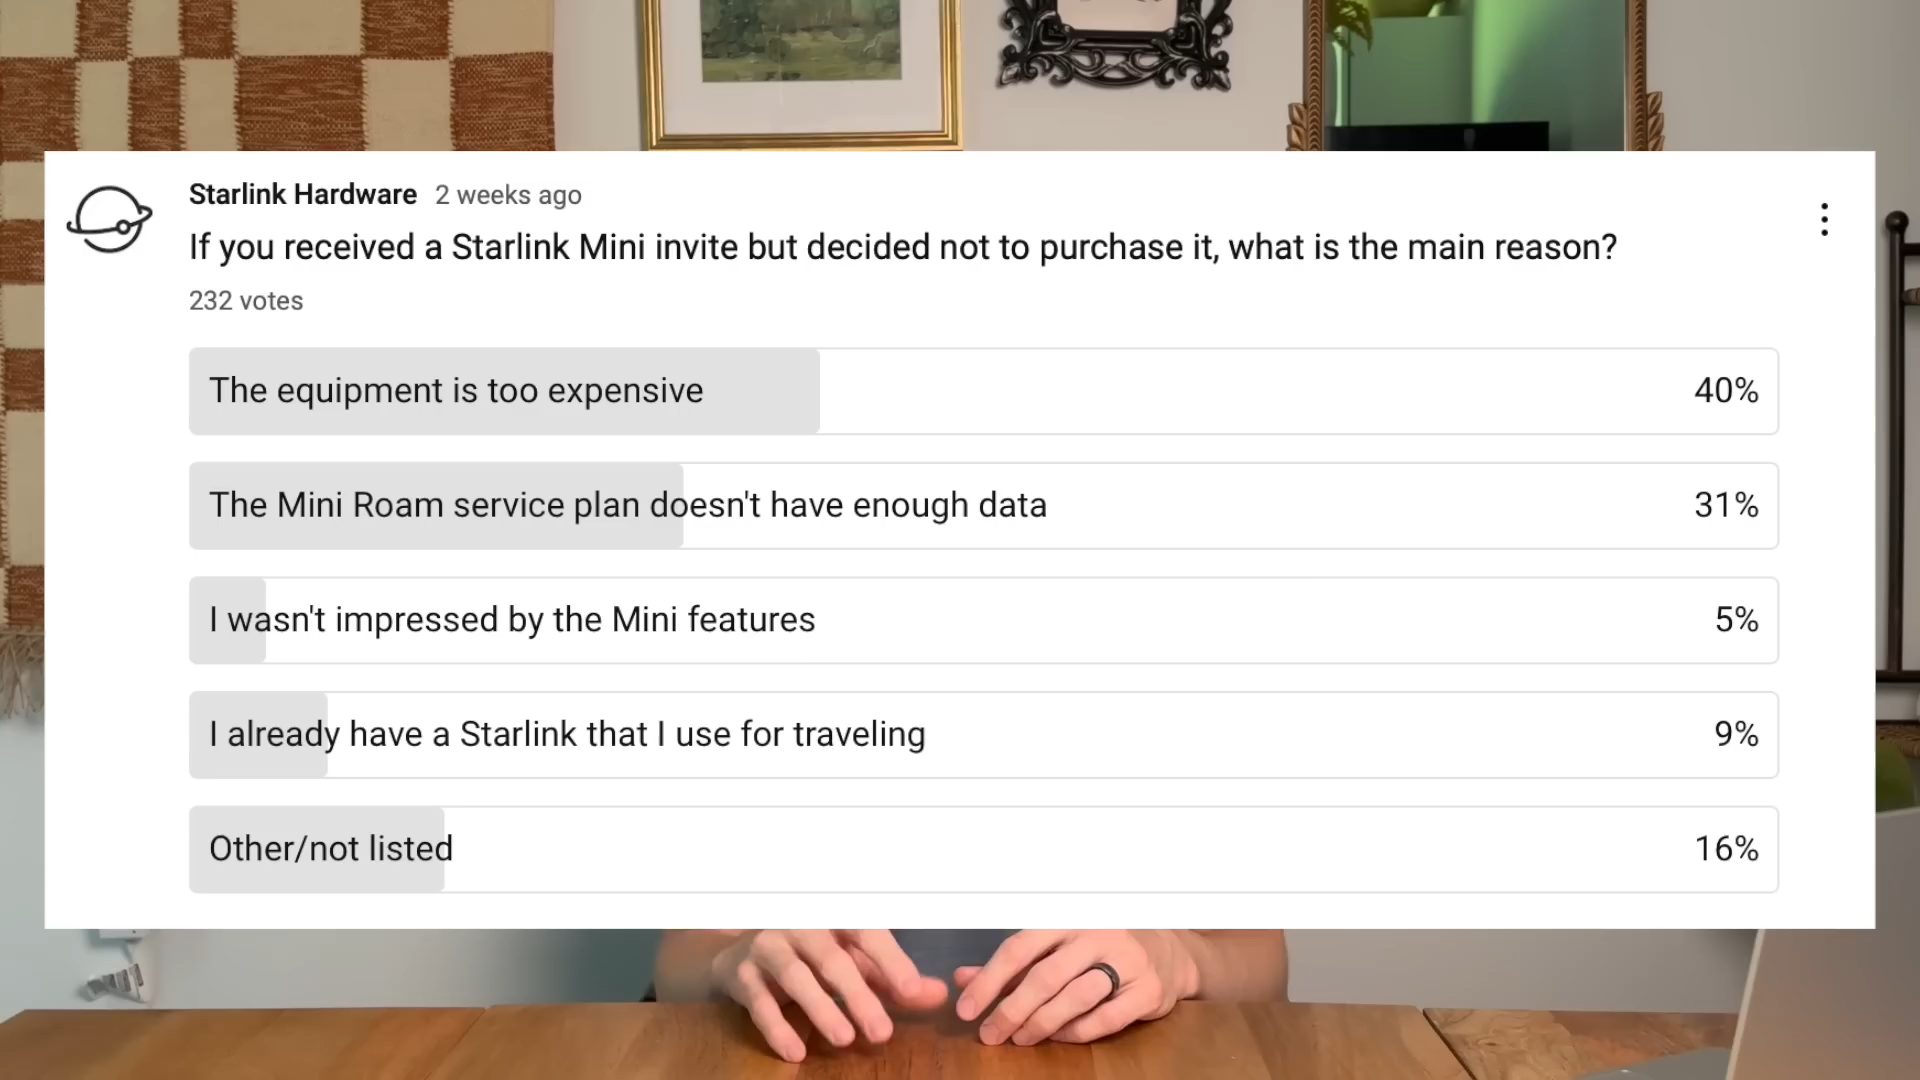 Starlink Hardware 2 weeks ago
If you received a Starlink Mini invite but decided not to purchase it, what is the main reason?
232 votes
The equipment is too expensive 40%
The Mini Roam service plan doesn't have enough data 31%
I wasn't impressed by the Mini features 5%
I already have a Starlink that I use for traveling 9%
Other/not listed 16%